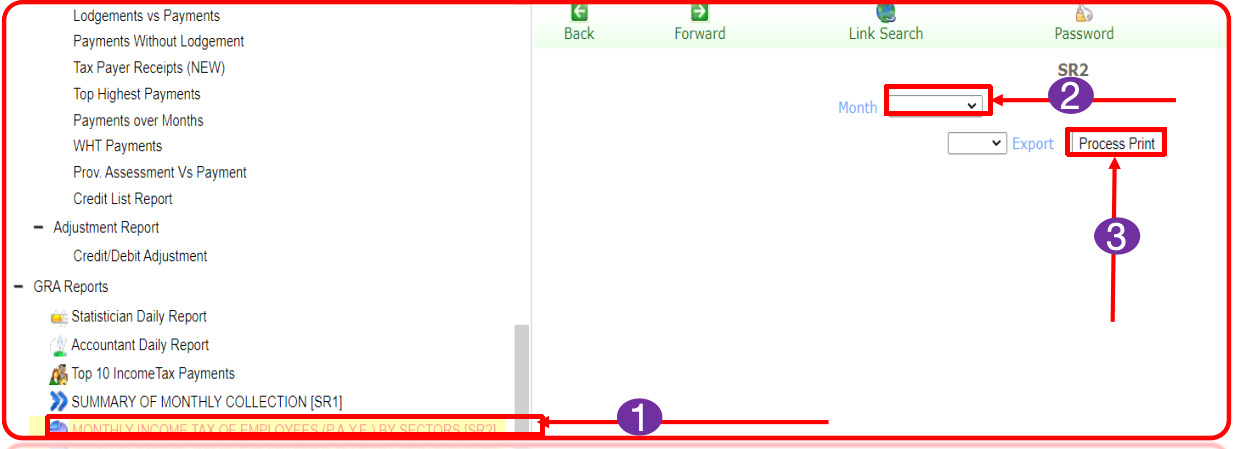 Lodgements vs Payments
Payments Without Lodgement
Tax Payer Receipts (NEW)
Top Highest Payments
Payments over Months
WHT Payments
Prov. Assessment Vs Payment
Credit List Report
Adjustment Report
Credit/Debit Adjustment
GRA Reports
Statistician Daily Report
Accountant Daily Report
Top 10 IncomeTax Payments
SUMMARY OF MONTHLY COLLECTION [SR1]
MONTHLY INCOME TAX OF EMPLOYEES (P.A.Y.E.) BY SECTORS [SR2]
1
Back Forward Link Search Password
SR2
2
Month
Export Process Print
3